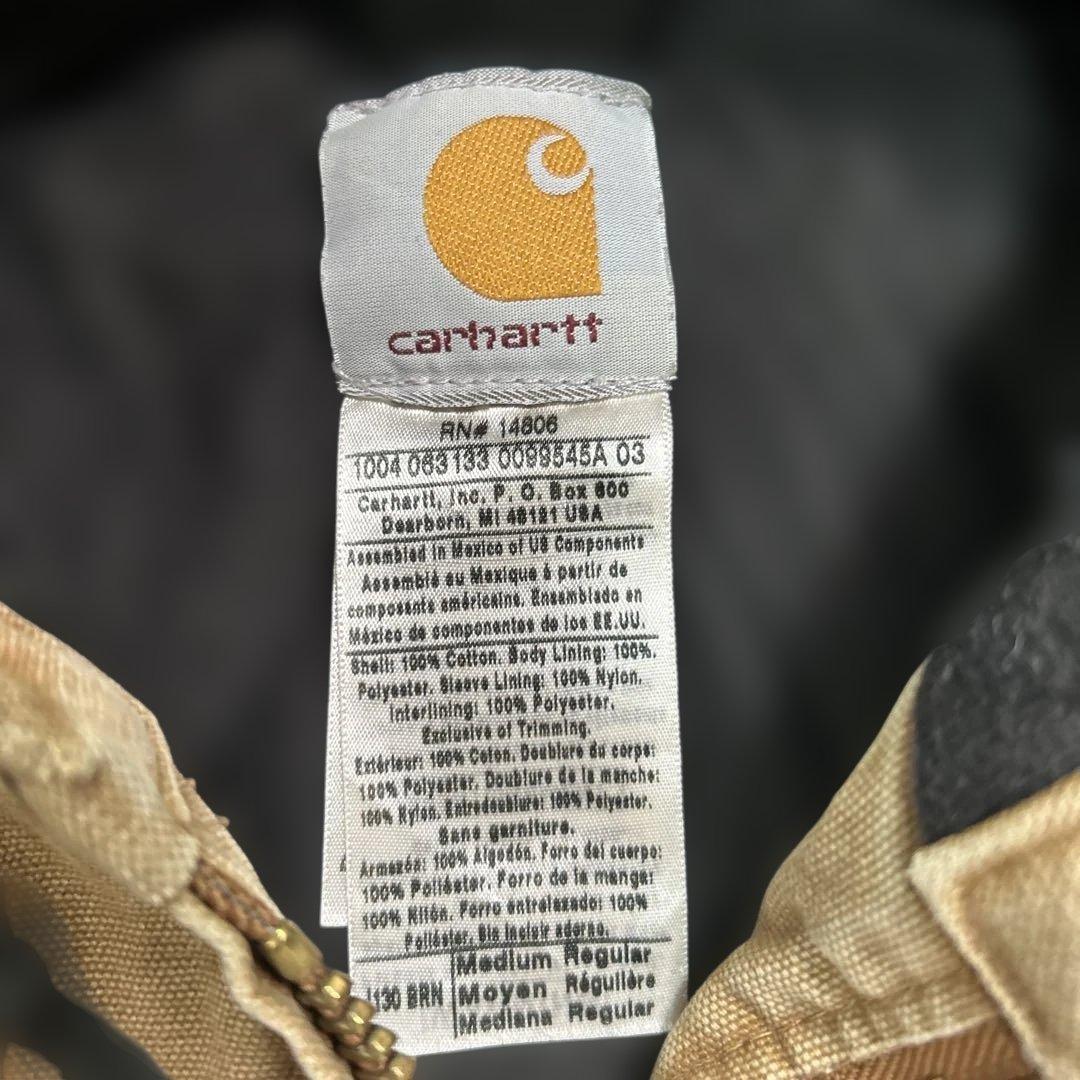 carhartt
RN# 14806
1004 063133 0099545A 03
Carhartt, Inc. P. O. Box 600
Dearborn, MI 48121 USA
Assembled in Mexico of US Components
Assemblé au Mexique à partir de
composants américains. Ensamblado en
México de componentes de los EE.UU.
Shell: 100% Cotton. Body Lining: 100%.
Polyester. Sleeve Lining: 100% Nylon.
Interlining: 100% Polyester.
Exclusive of Trimming.
Extérieur: 100% Coton. Doublure du corps:
100% Polyester. Doublure de la manche:
100% Nylon. Entredoublure: 100% Polyester.
Sans garniture.
Armazón: 100% Algodón. Forro del cuerpo:
100% Poliéster. Forro de la manga:
100% Nilón. Forro entrelazado: 100%
Poliéster. Sin incluir adorno.
J130 BRN
Medium Regular
Moyen Régulière
Mediana Regular